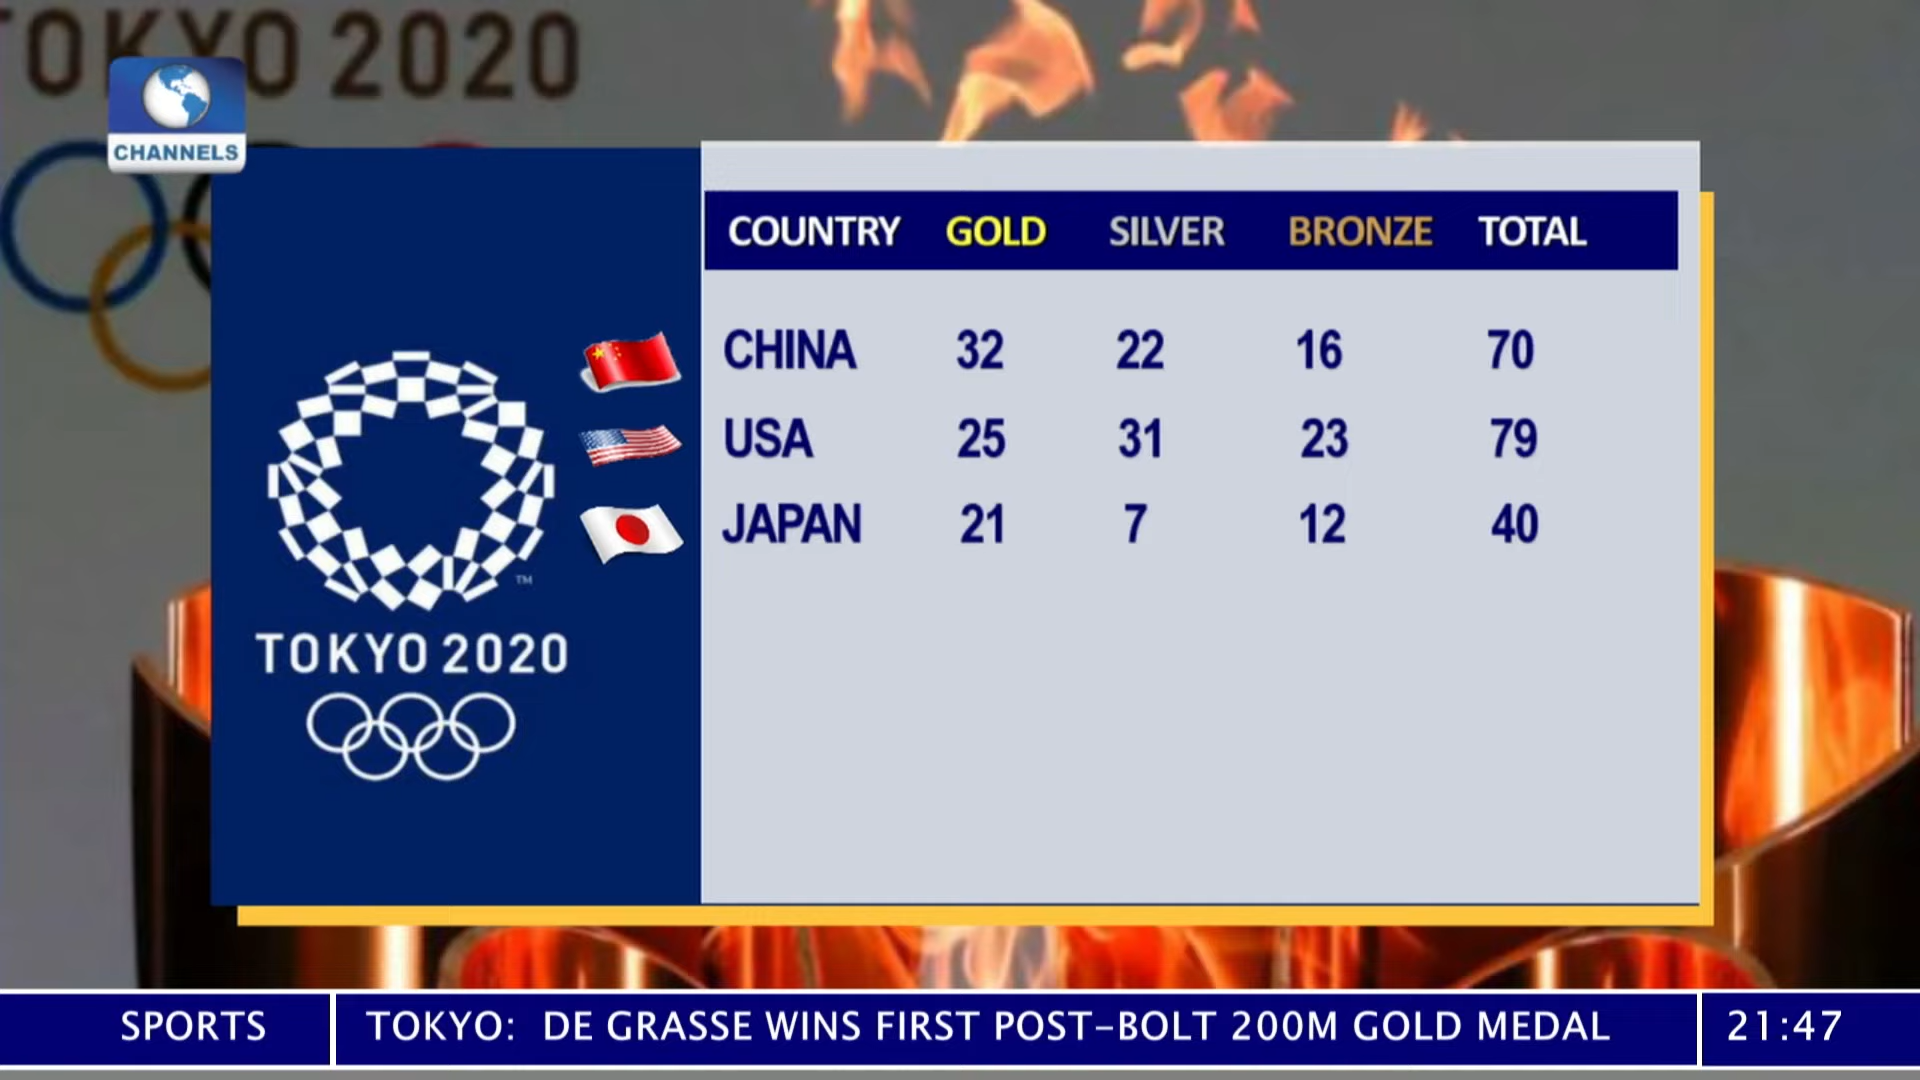 TOKYO 2020
CHANNELS
COUNTRY GOLD SILVER BRONZE TOTAL
CHINA 32 22 16 70
USA 25 31 23 79
JAPAN 21 7 12 40
TM
TOKYO 2020
SPORTS
TOKYO: DE GRASSE WINS FIRST POST-BOLT 200M GOLD MEDAL
21:47